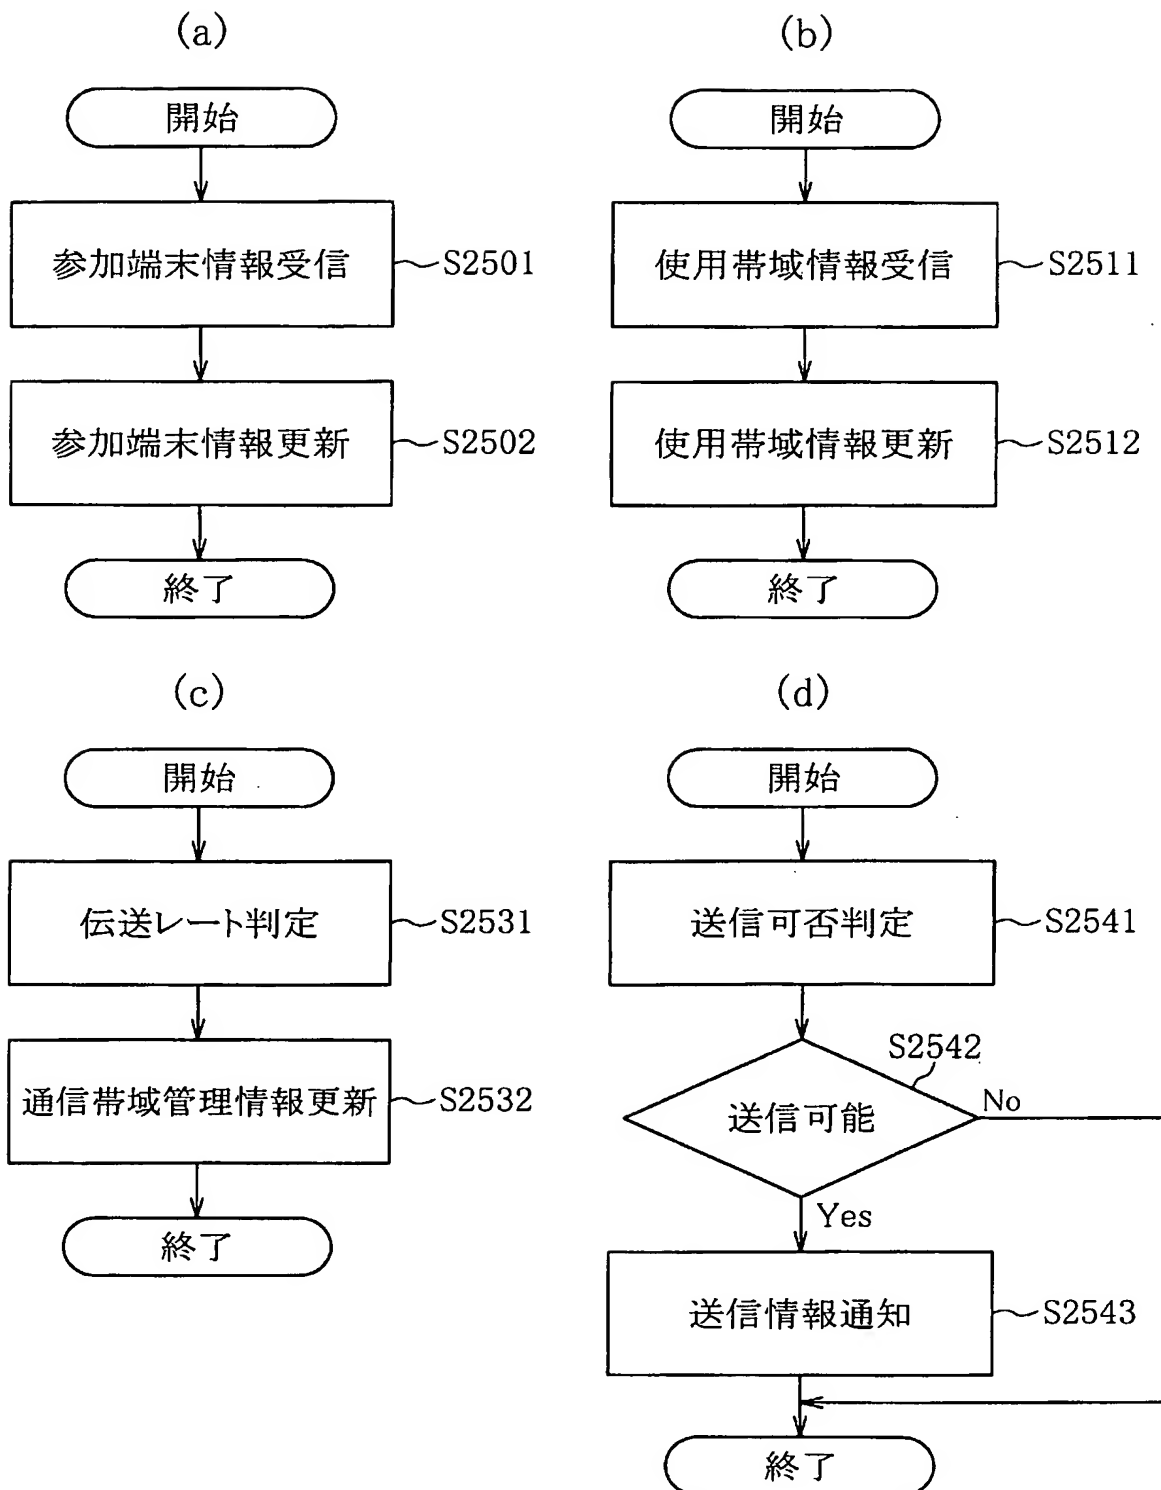 (a)
開始
参加端末情報受信 S2501
参加端末情報更新 S2502
終了
(b)
開始
使用帯域情報受信 S2511
使用帯域情報更新 S2512
終了
(c)
開始
伝送レート判定 S2531
通信帯域管理情報更新 S2532
終了
(d)
開始
送信可否判定 S2541
S2542
送信可能 No
Yes
送信情報通知 S2543
終了